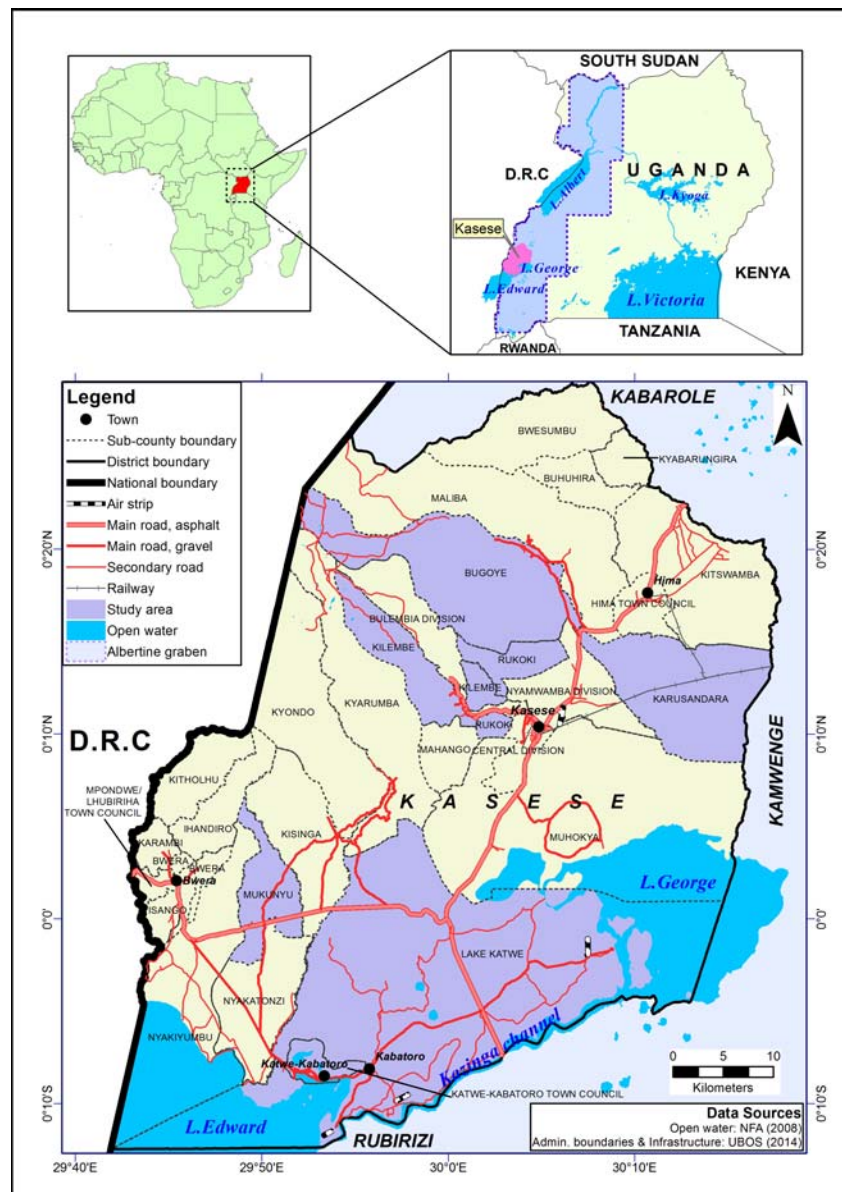 SOUTH SUDAN
D.R.C
UGANDA
L.Albert
L.Kyoga
Kasese
L.George
L.Edward
KENYA
L.Victoria
TANZANIA
RWANDA
Legend
Town
Sub-county boundary
District boundary
National boundary
Air strip
Main road, asphalt
Main road, gravel
Secondary road
Railway
Study area
Open water
Albertine graben
KABAROLE
N
BWESUMBU
KYABARUNGIRA
BUHUHIRA
MALIBA
0°20'N
0°20'N
BUGOYE
Hima
KITSWAMBA
HIMA TOWN COUNCIL
BULEMBIA DIVISION
KILEMBE
RUKOKI
KILEMBE
NYAMWAMBA DIVISION
KARUSANDARA
KYARUMBA
KYONDO
RUKOKI
Kasese
0°10'N
0°10'N
D.R.C
MAHANGO
CENTRAL DIVISION
KAMWENGE
KITHOLHU
MPONDWE/
LHUBIRIHA
TOWN COUNCIL
KASESE
IHANDIRO
KISINGA
KARAMBI
MUHOKYA
BWERA
BWERA
Bwera
L.George
MUKUNYU
ISANGO
0°0'
0°0'
LAKE KATWE
NYAKATONZI
NYAKIYUMBU
Kazinga channel
Katwe-Kabatoro
Kabatoro
0
5
10
Kilometers
KATWE-KABATORO TOWN COUNCIL
0°10'S
0°10'S
L.Edward
RUBIRIZI
Data Sources
Open water: NFA (2008)
Admin. boundaries & Infrastructure: UBOS (2014)
29°40'E
29°50'E
30°0'E
30°10'E